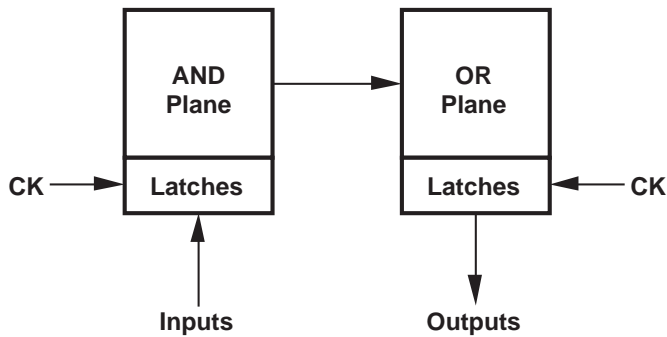 AND
Plane
OR
Plane
CK
Latches
Latches
CK
Inputs
Outputs